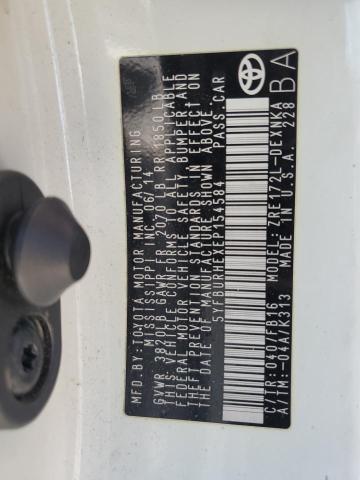 MFD.BY:TOYOTA MOTOR MANUFACTURING
MISSISSIPPI INC. 06/14
GVWR 3820LB GAWR FR 2070 LB RR 1850 LB
THIS VEHICLE CONFORMS TO ALL APPLICABLE
FEDERAL MOTOR VEHICLE SAFETY, BUMPER AND
THEFT PREVENTION STANDARDS IN EFFECT ON
THE DATE OF MANUFACTURE SHOWN ABOVE.
5YFBURHEXEP154584 PASS.CAR
C/TR:040/FB16 MODEL:ZRE172L-DEXNKA
A/TM:-04A/K313 MADE IN U.S.A. 228
TOYOTA
BA